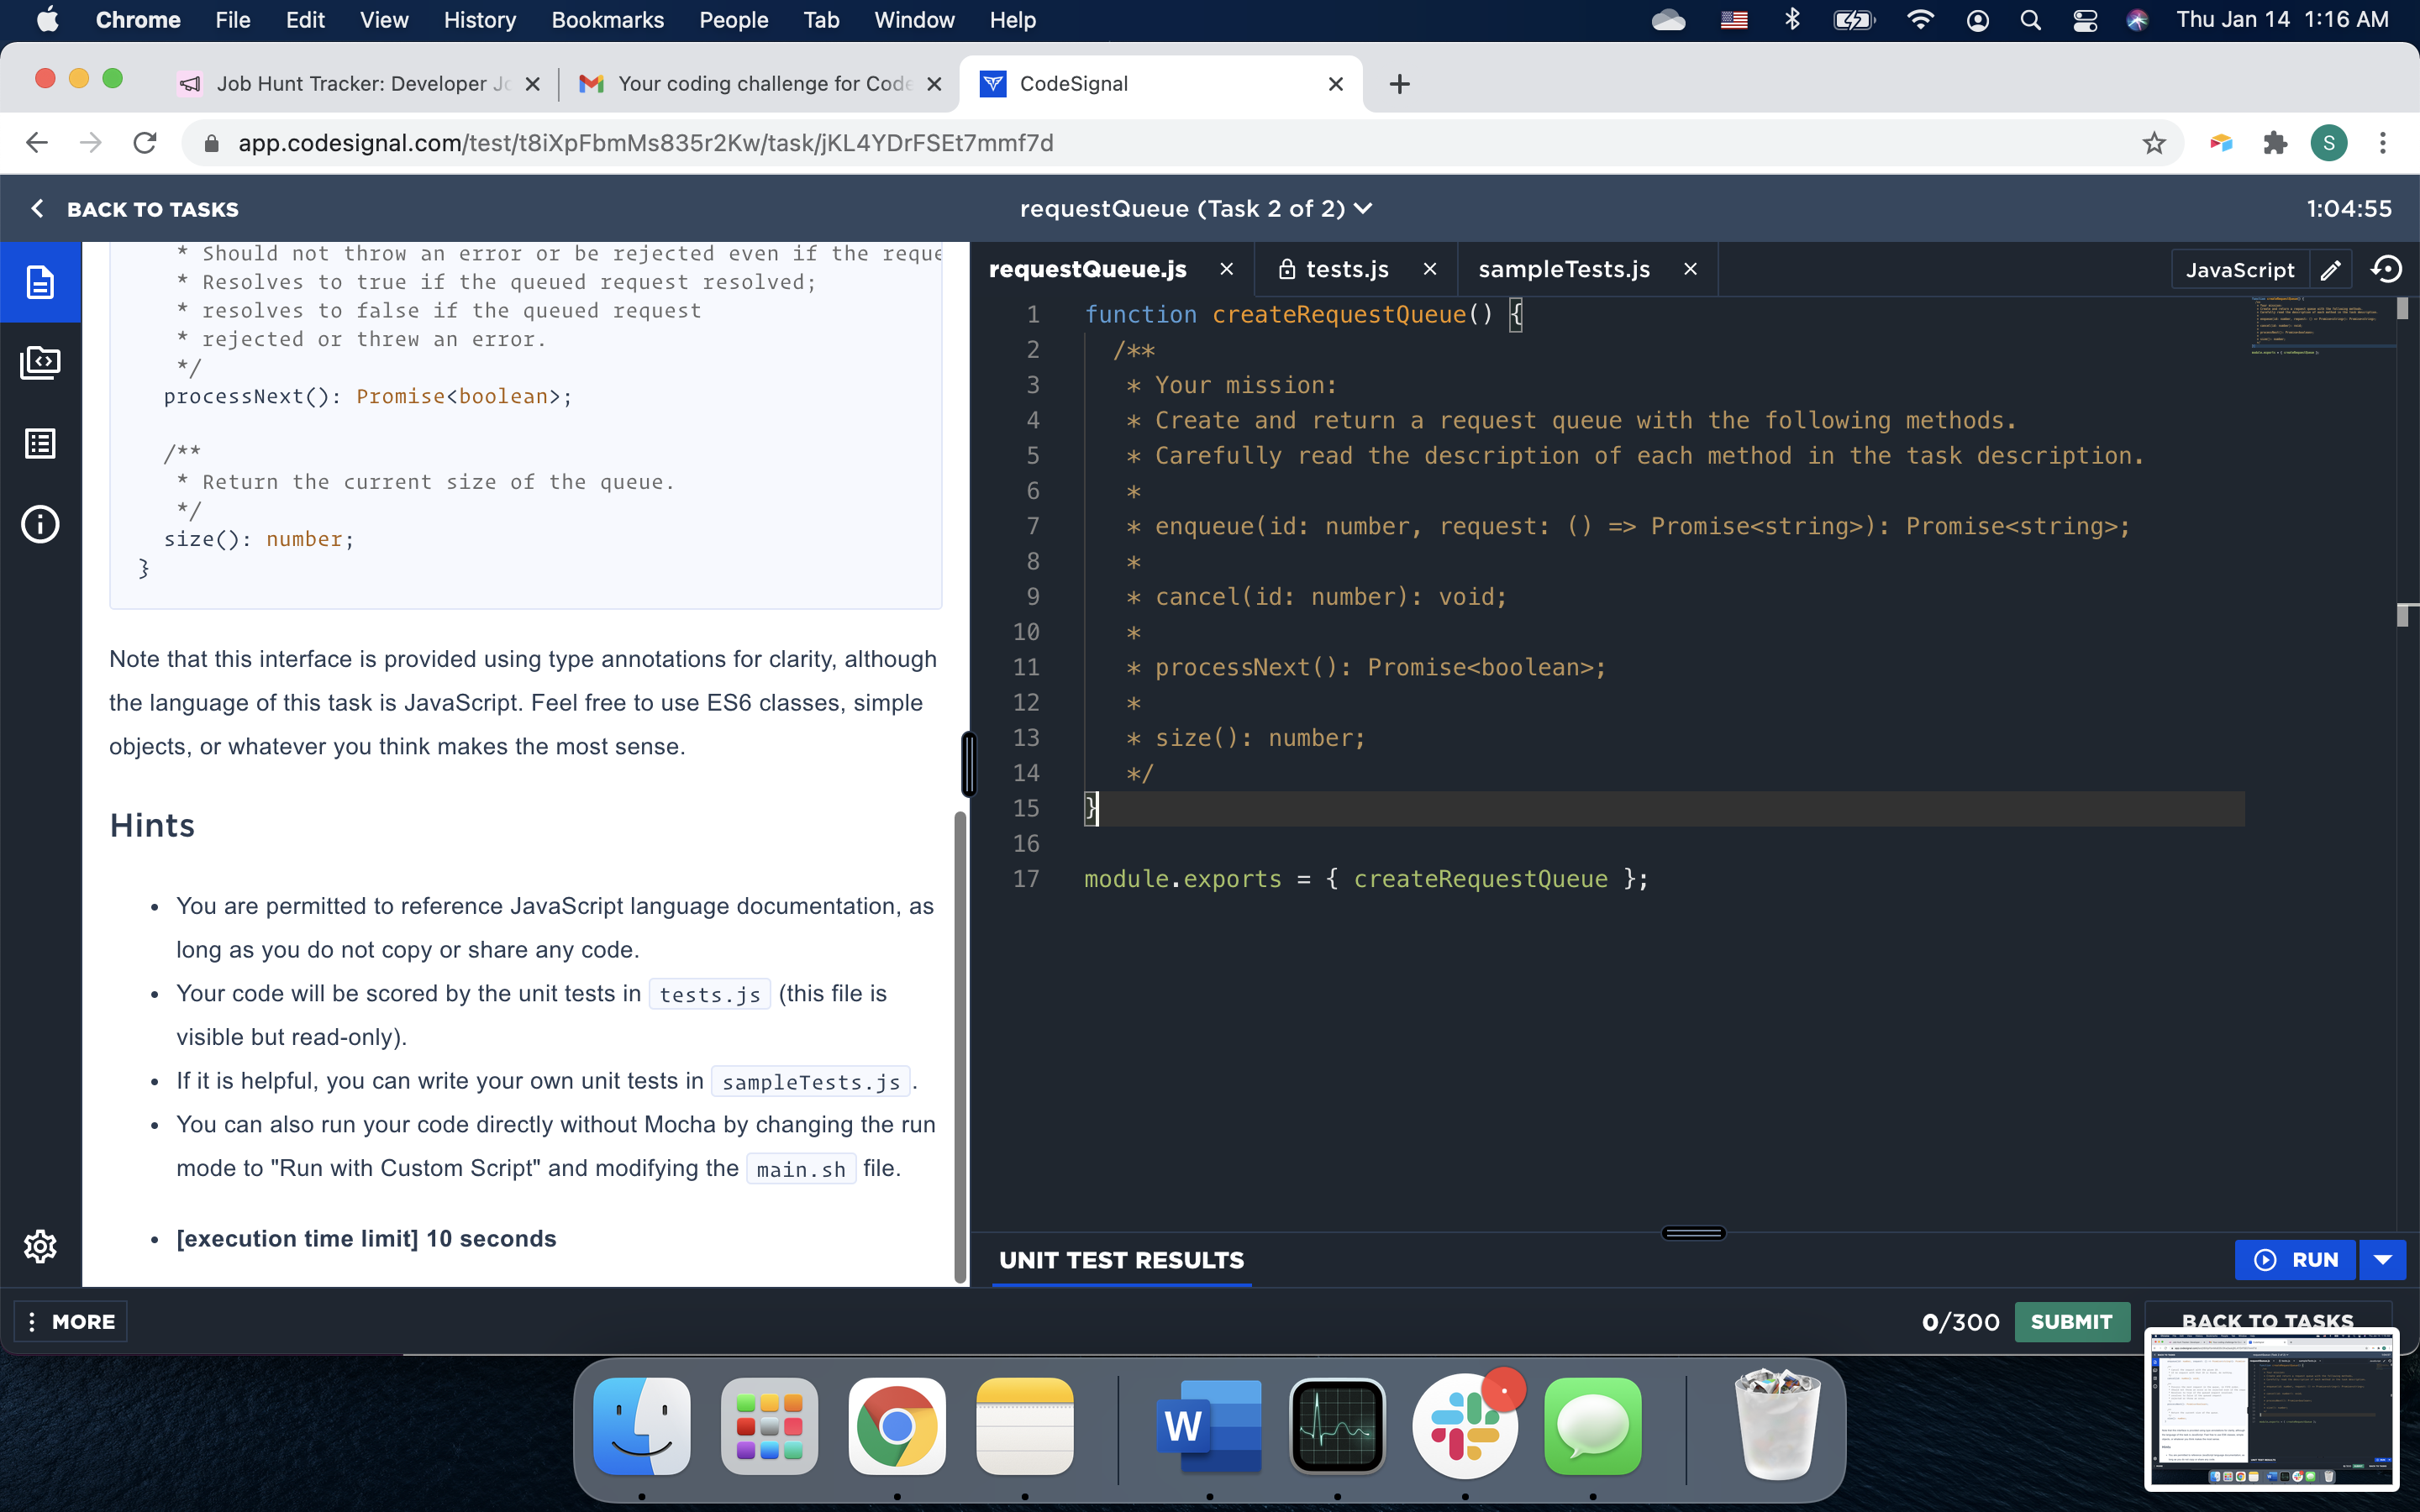 Chrome File Edit View History Bookmarks People Tab Window Help Thu Jan 14 1:16 AM
Job Hunt Tracker: Developer Jo
Your coding challenge for Code
CodeSignal
app.codesignal.com/test/t8iXpFbmMs835r2Kw/task/jKL4YDrFSEt7mmf7d
S
BACK TO TASKS
requestQueue (Task 2 of 2)
1:04:55
* Should not throw an error or be rejected even if the reque
* Resolves to true if the queued request resolved;
* resolves to false if the queued request
* rejected or threw an error.
*/
processNext(): Promise<boolean>;
/**
* Return the current size of the queue.
*/
size(): number;
}
Note that this interface is provided using type annotations for clarity, although
the language of this task is JavaScript. Feel free to use ES6 classes, simple
objects, or whatever you think makes the most sense.
Hints
• You are permitted to reference JavaScript language documentation, as
long as you do not copy or share any code.
• Your code will be scored by the unit tests in tests.js (this file is
visible but read-only).
• If it is helpful, you can write your own unit tests in sampleTests.js .
• You can also run your code directly without Mocha by changing the run
mode to "Run with Custom Script" and modifying the main.sh file.
• [execution time limit] 10 seconds
requestQueue.js
tests.js
sampleTests.js
JavaScript
1 function createRequestQueue() {
2 /**
3 * Your mission:
4 * Create and return a request queue with the following methods.
5 * Carefully read the description of each method in the task description.
6 *
7 * enqueue(id: number, request: () => Promise<string>): Promise<string>;
8 *
9 * cancel(id: number): void;
10 *
11 * processNext(): Promise<boolean>;
12 *
13 * size(): number;
14 */
15 }
16
17 module.exports = { createRequestQueue };
UNIT TEST RESULTS
RUN
MORE
0/300
SUBMIT
BACK TO TASKS
W